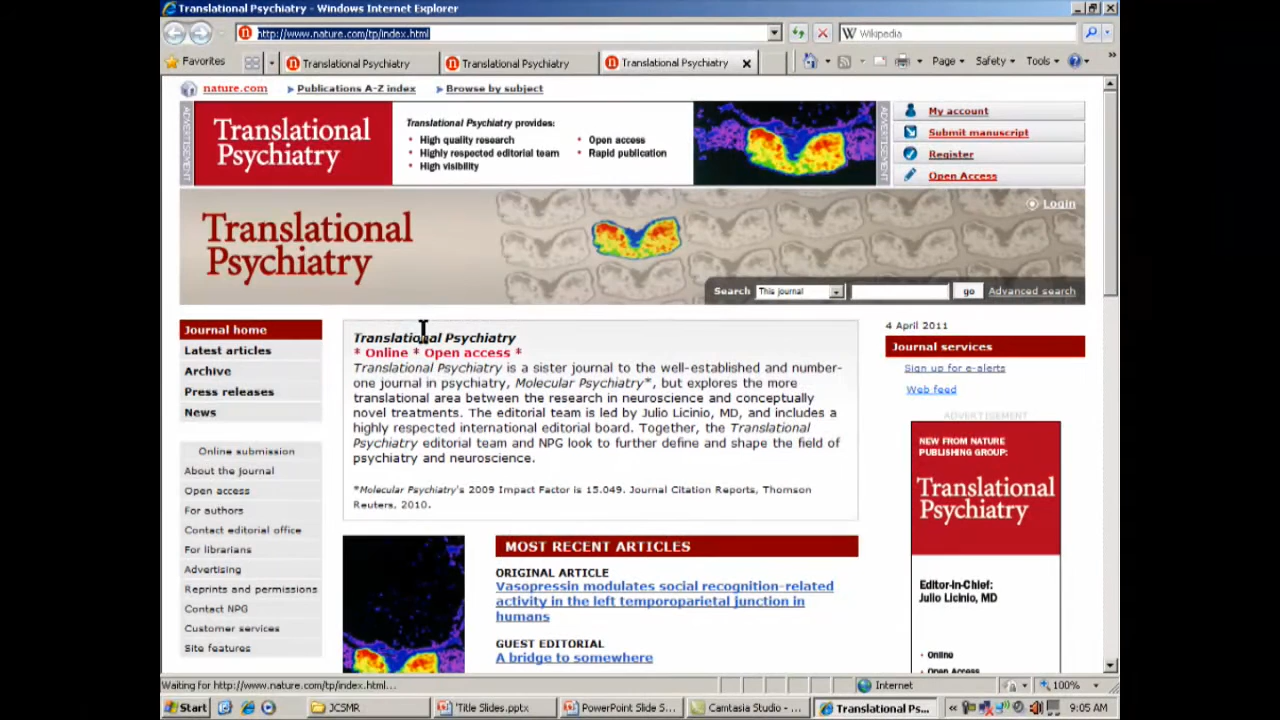 Translational Psychiatry - Windows Internet Explorer
http://www.nature.com/tp/index.html
Wikipedia
Favorites
Translational Psychiatry
Translational Psychiatry
Translational Psychiatry
Page
Safety
Tools
nature.com
Publications A-Z index
Browse by subject
ADVERTISEMENT
Translational
Psychiatry
Translational Psychiatry provides:
• High quality research
• Highly respected editorial team
• High visibility
• Open access
• Rapid publication
ADVERTISEMENT
My account
Submit manuscript
Register
Open Access
Translational
Psychiatry
Login
Search
This journal
go
Advanced search
Journal home
Latest articles
Archive
Press releases
News
Online submission
About the journal
Open access
For authors
Contact editorial office
For librarians
Advertising
Reprints and permissions
Contact NPG
Customer services
Site features
Translational Psychiatry
* Online * Open access *
Translational Psychiatry is a sister journal to the well-established and number-
one journal in psychiatry, Molecular Psychiatry*, but explores the more
translational area between the research in neuroscience and conceptually
novel treatments. The editorial team is led by Julio Licinio, MD, and includes a
highly respected international editorial board. Together, the Translational
Psychiatry editorial team and NPG look to further define and shape the field of
psychiatry and neuroscience.
*Molecular Psychiatry's 2009 Impact Factor is 15.049. Journal Citation Reports, Thomson
Reuters, 2010.
MOST RECENT ARTICLES
ORIGINAL ARTICLE
Vasopressin modulates social recognition-related
activity in the left temporoparietal junction in
humans
GUEST EDITORIAL
A bridge to somewhere
4 April 2011
Journal services
Sign up for e-alerts
Web feed
ADVERTISEMENT
NEW FROM NATURE
PUBLISHING GROUP:
Translational
Psychiatry
Editor-in-Chief:
Julio Licinio, MD
• Online
• Open Access
Waiting for http://www.nature.com/tp/index.html...
Internet
100%
Start
JCSMR
'Title Slides.pptx
PowerPoint Slide S...
Camtasia Studio - ...
Translational Ps...
9:05 AM